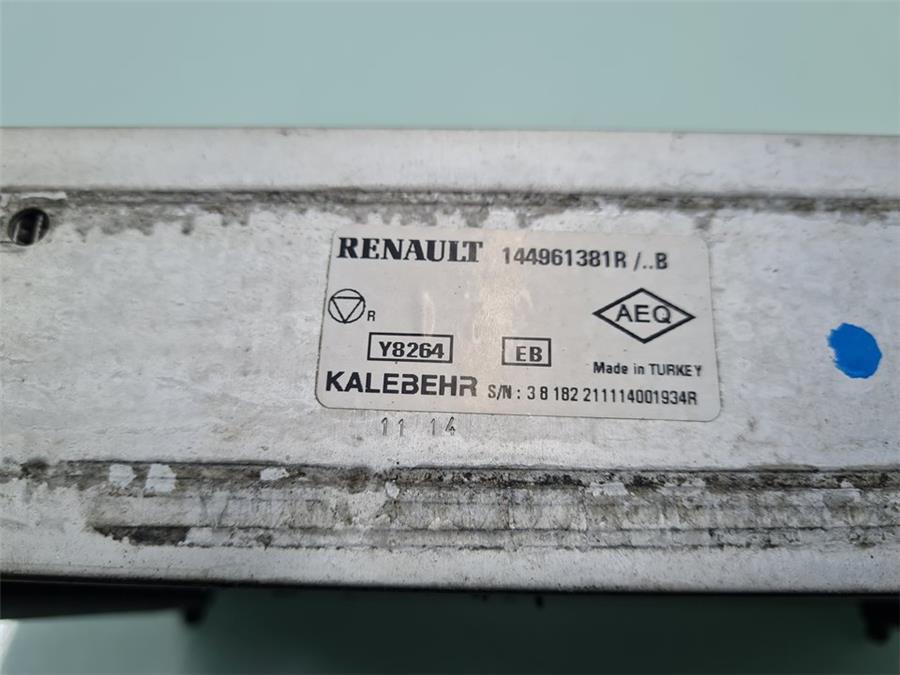 RENAULT 144961381R /..B
R
AEQ
Y8264 EB
Made in TURKEY
KALEBEHR S/N : 3 8 182 211114001934R
11 14